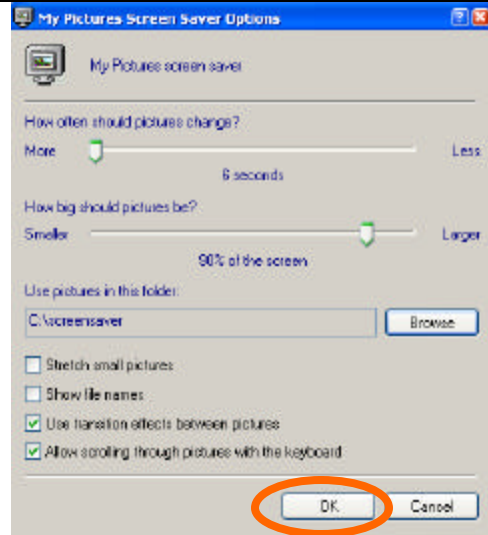 My Pictures Screen Saver Options
My Pictures screen saver
How often should pictures change?
More Less
6 seconds
How big should pictures be?
Smaller Larger
90% of the screen
Use pictures in this folder:
C:\screensaver Browse
Stretch small pictures
Show file names
Use transition effects between pictures
Allow scrolling through pictures with the keyboard
OK Cancel